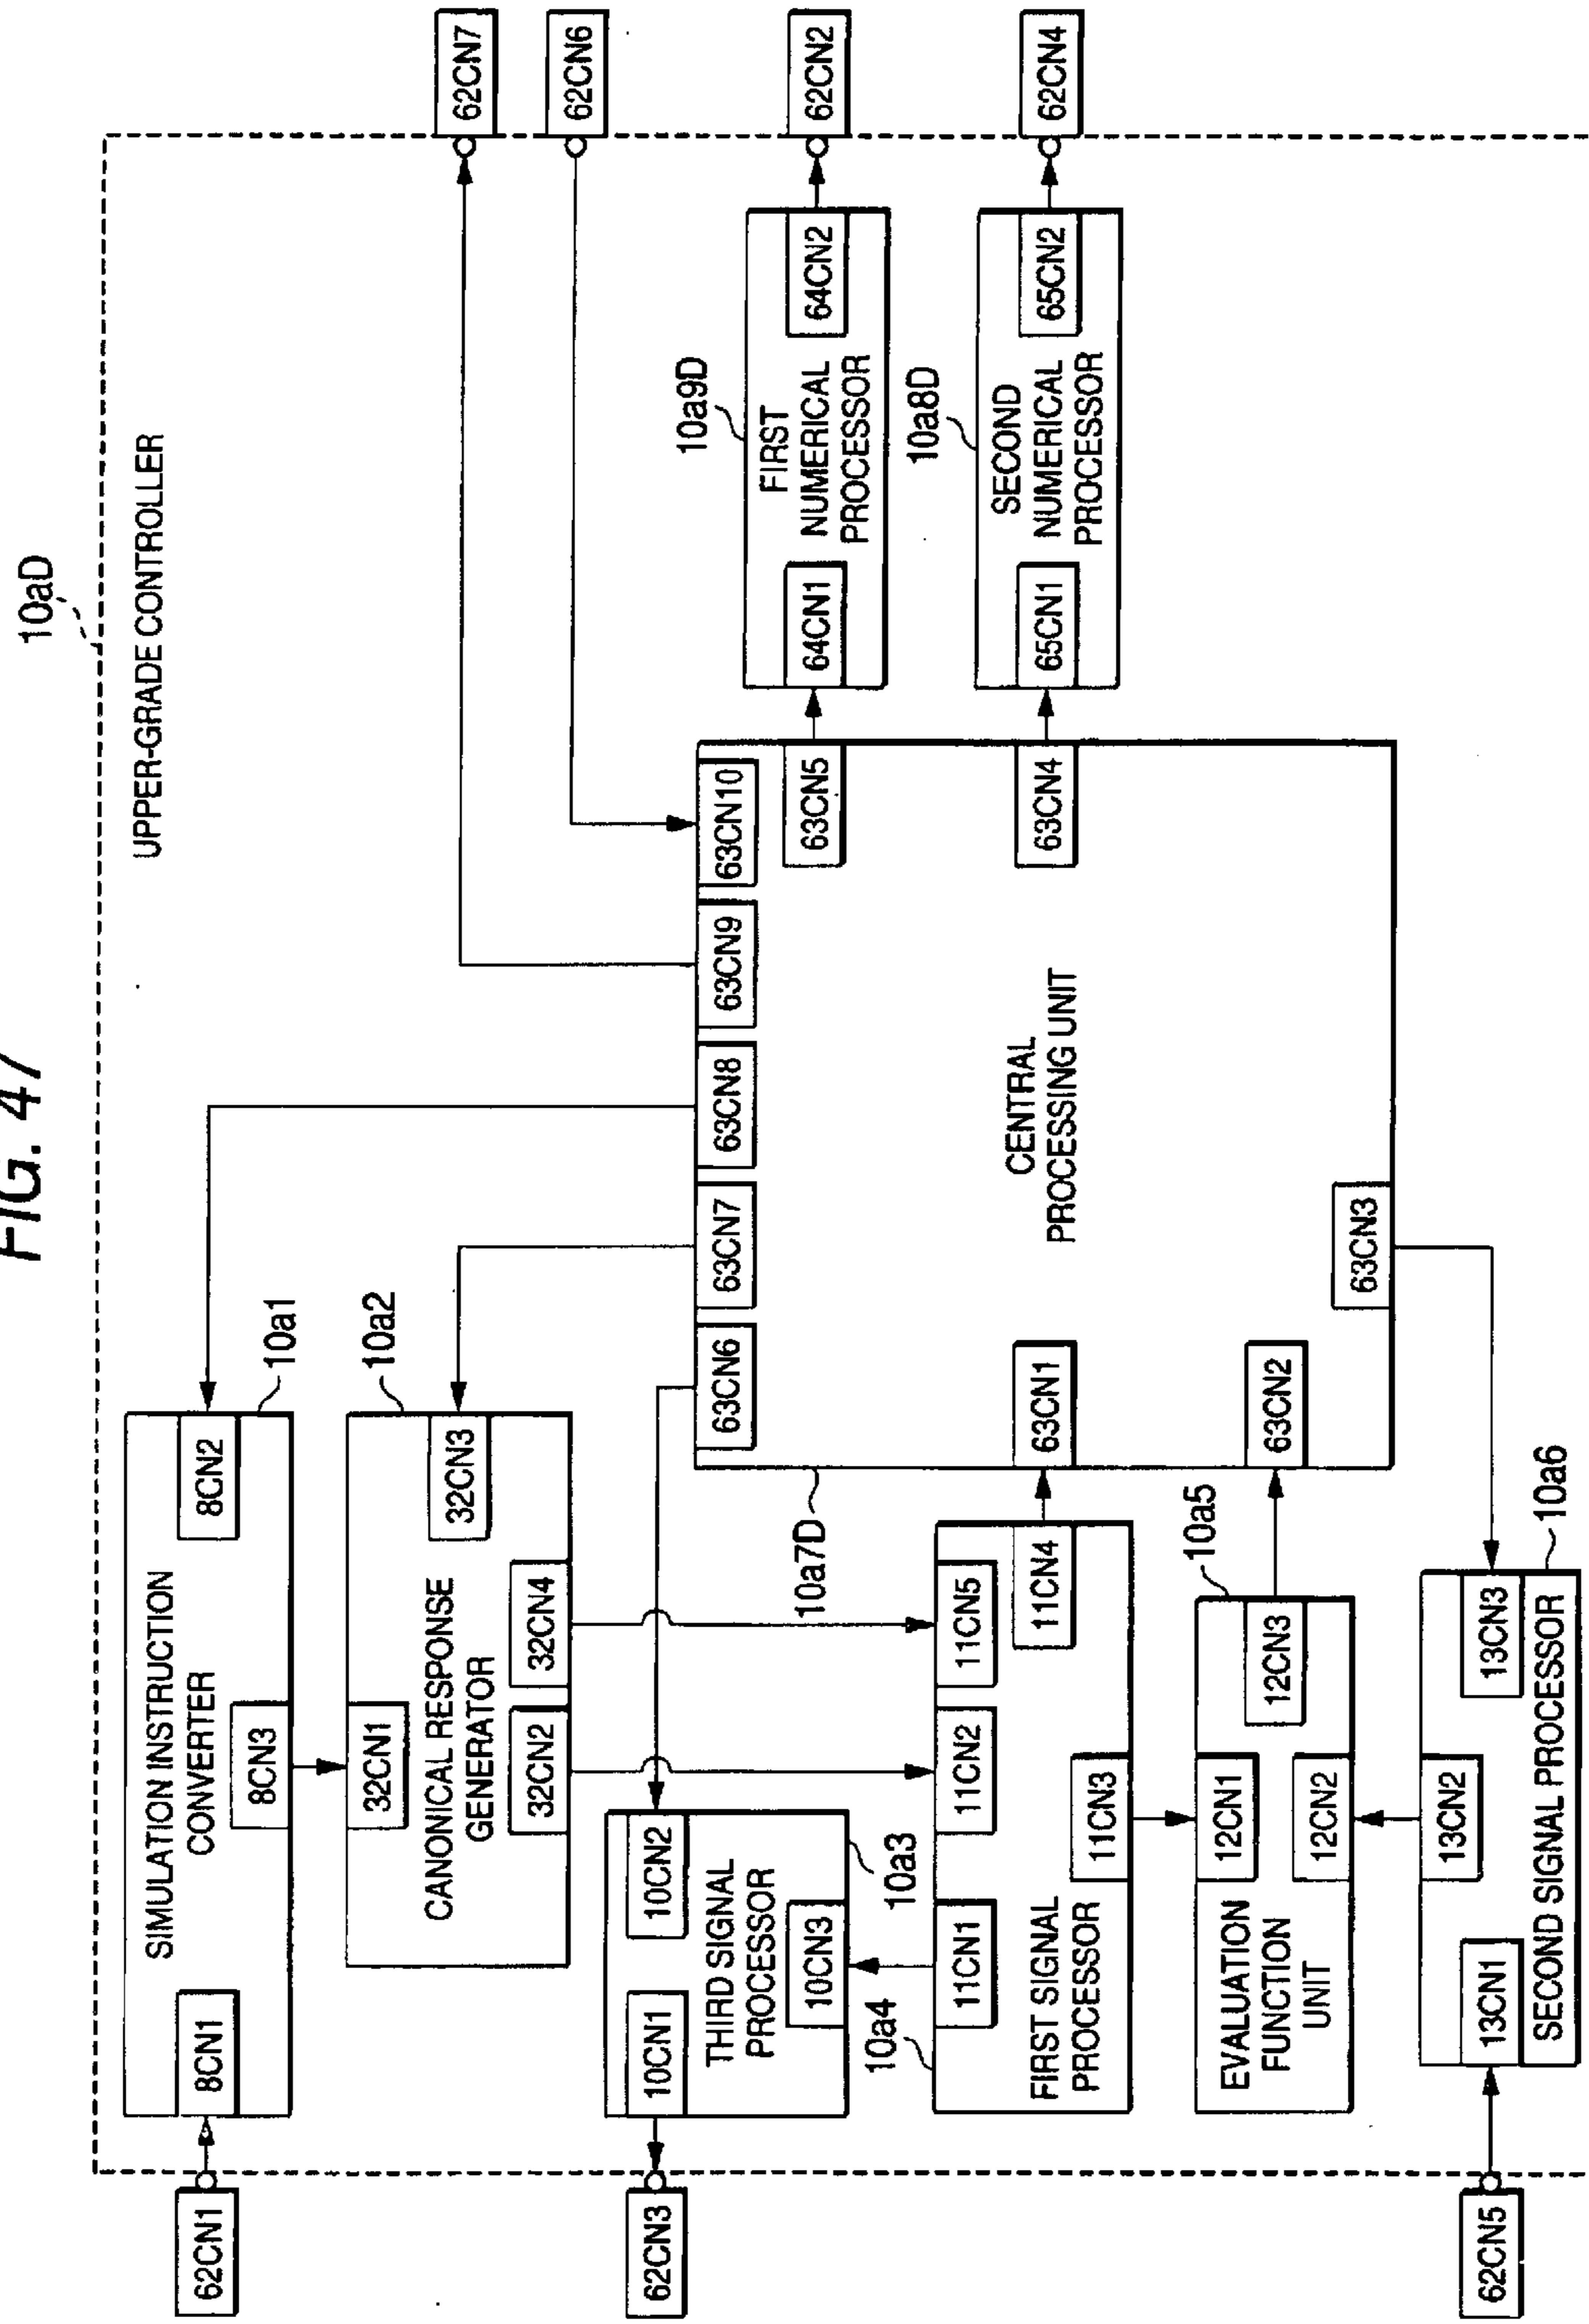 FIG. 47
10aD
UPPER-GRADE CONTROLLER
62CN1
8CN1
SIMULATION INSTRUCTION
CONVERTER
8CN2
8CN3
10a1
62CN7
32CN1
CANONICAL RESPONSE
GENERATOR
32CN3
32CN2
32CN4
10a2
62CN6
62CN3
10CN1
10CN2
THIRD SIGNAL
PROCESSOR
10CN3
10a3
63CN6
63CN7
63CN8
63CN9
63CN10
63CN5
10a9D
64CN1
FIRST
NUMERICAL
PROCESSOR
64CN2
62CN2
10a7D
10a4
11CN1
11CN2
11CN5
FIRST SIGNAL
PROCESSOR
11CN3
11CN4
63CN1
CENTRAL
PROCESSING UNIT
63CN4
10a8D
65CN1
SECOND
NUMERICAL
PROCESSOR
65CN2
62CN4
10a5
EVALUATION
FUNCTION
UNIT
12CN1
12CN2
12CN3
63CN2
63CN3
62CN5
13CN1
13CN2
13CN3
SECOND SIGNAL PROCESSOR
10a6